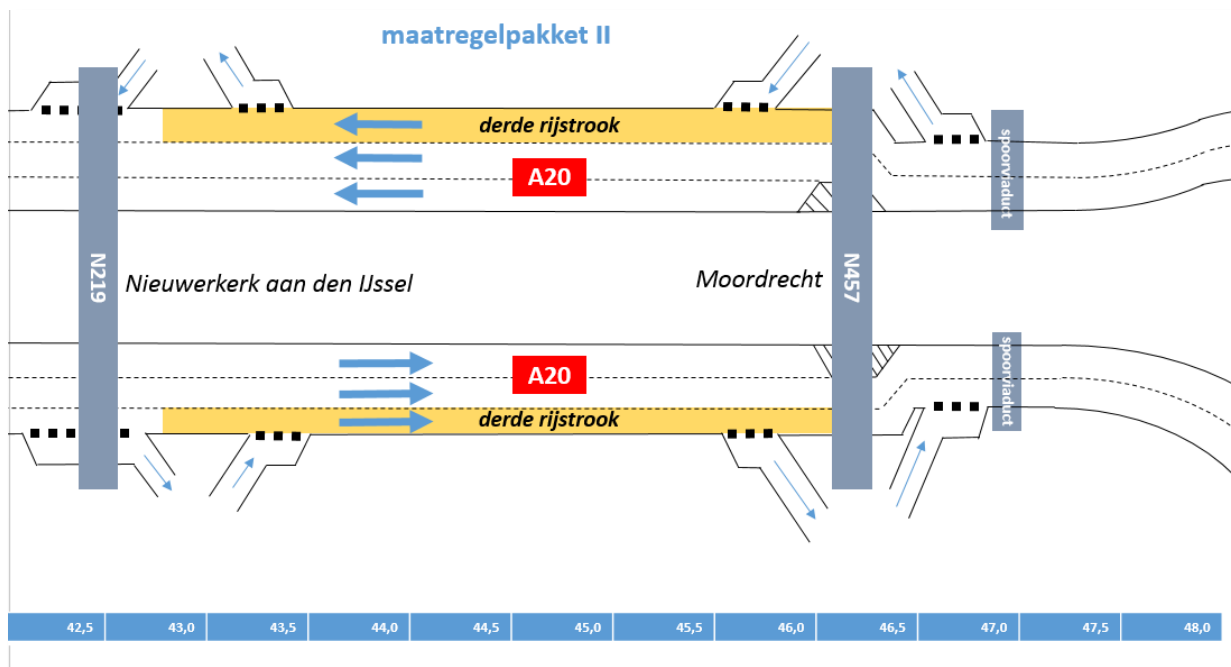 maatregelpakket II
derde rijstrook
A20
spoorviaduct
N219
Nieuwerkerk aan den IJssel
Moordrecht
N457
A20
derde rijstrook
spoorviaduct
42,5 43,0 43,5 44,0 44,5 45,0 45,5 46,0 46,5 47,0 47,5 48,0